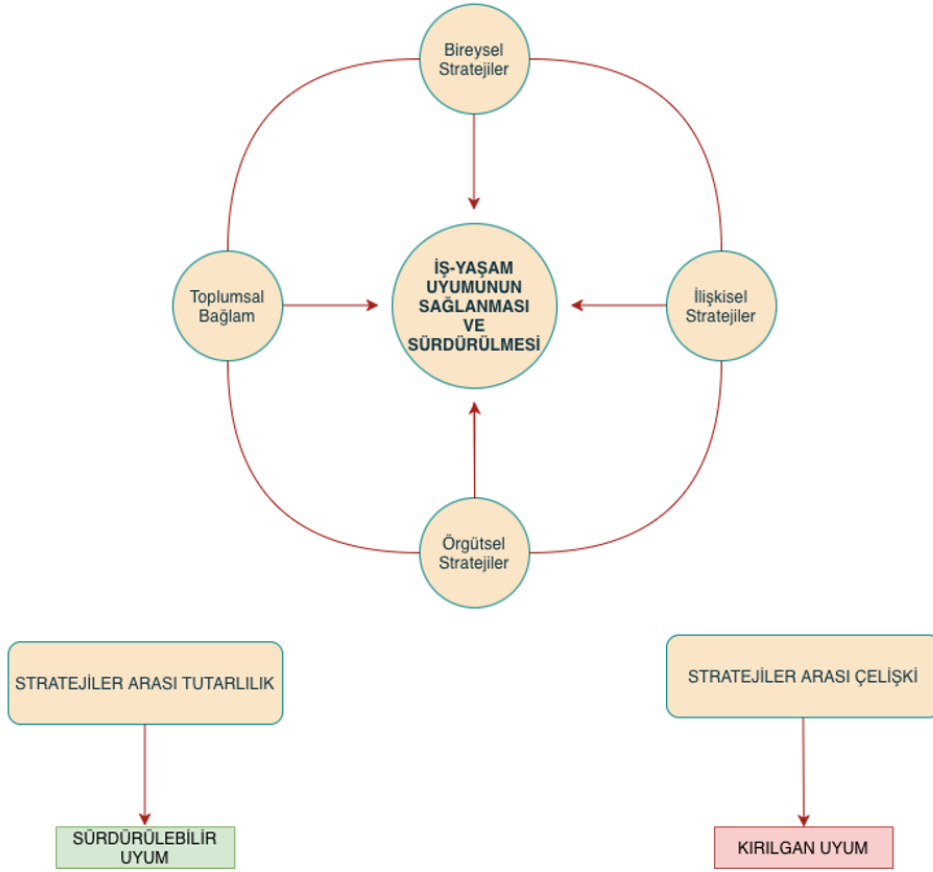 Bireysel
Stratejiler
Toplumsal
Bağlam
İŞ-YAŞAM
UYUMUNUN
SAĞLANMASI
VE
SÜRDÜRÜLMESİ
İlişkisel
Stratejiler
Örgütsel
Stratejiler
STRATEJİLER ARASI TUTARLILIK
STRATEJİLER ARASI ÇELİŞKİ
SÜRDÜRÜLEBİLİR
UYUM
KIRILGAN UYUM